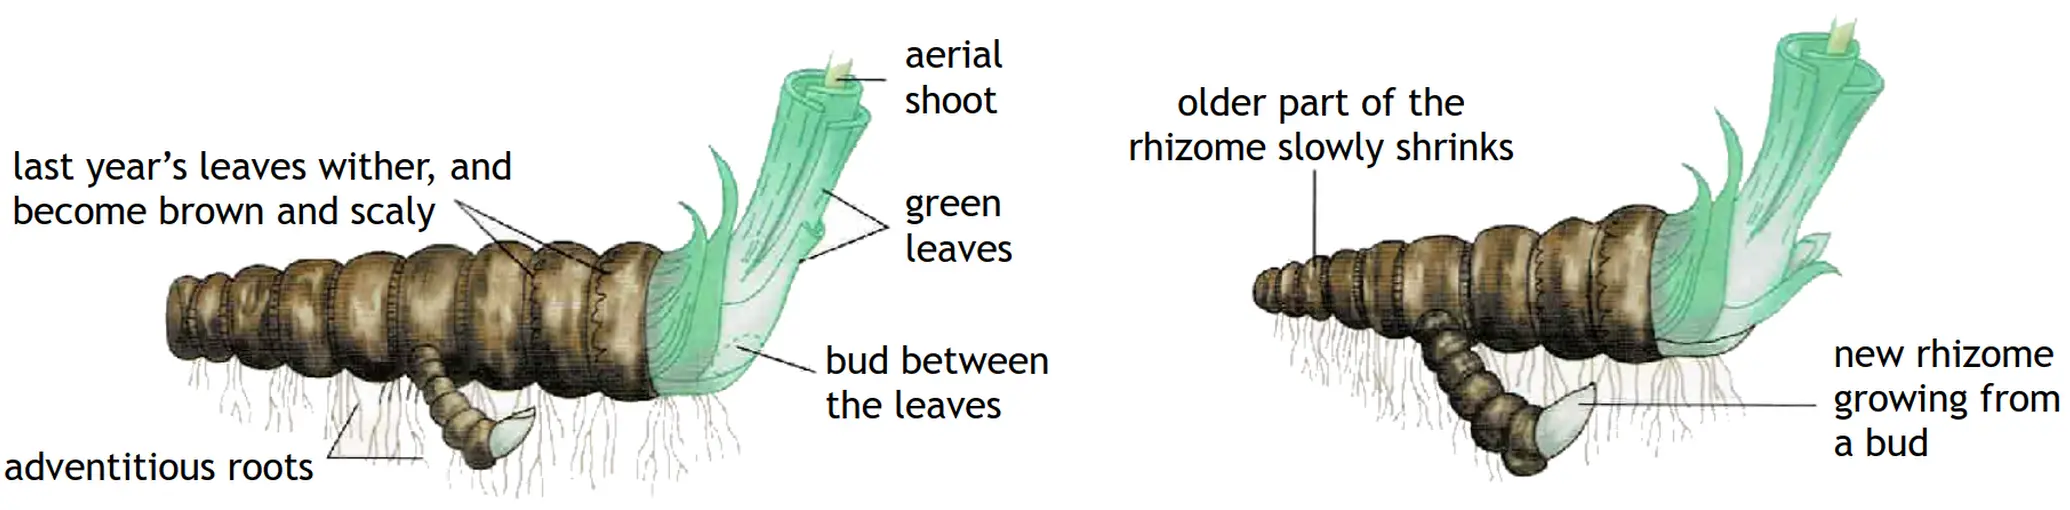 aerial
shoot
last year’s leaves wither, and
become brown and scaly
green
leaves
bud between
the leaves
adventitious roots
older part of the
rhizome slowly shrinks
new rhizome
growing from
a bud